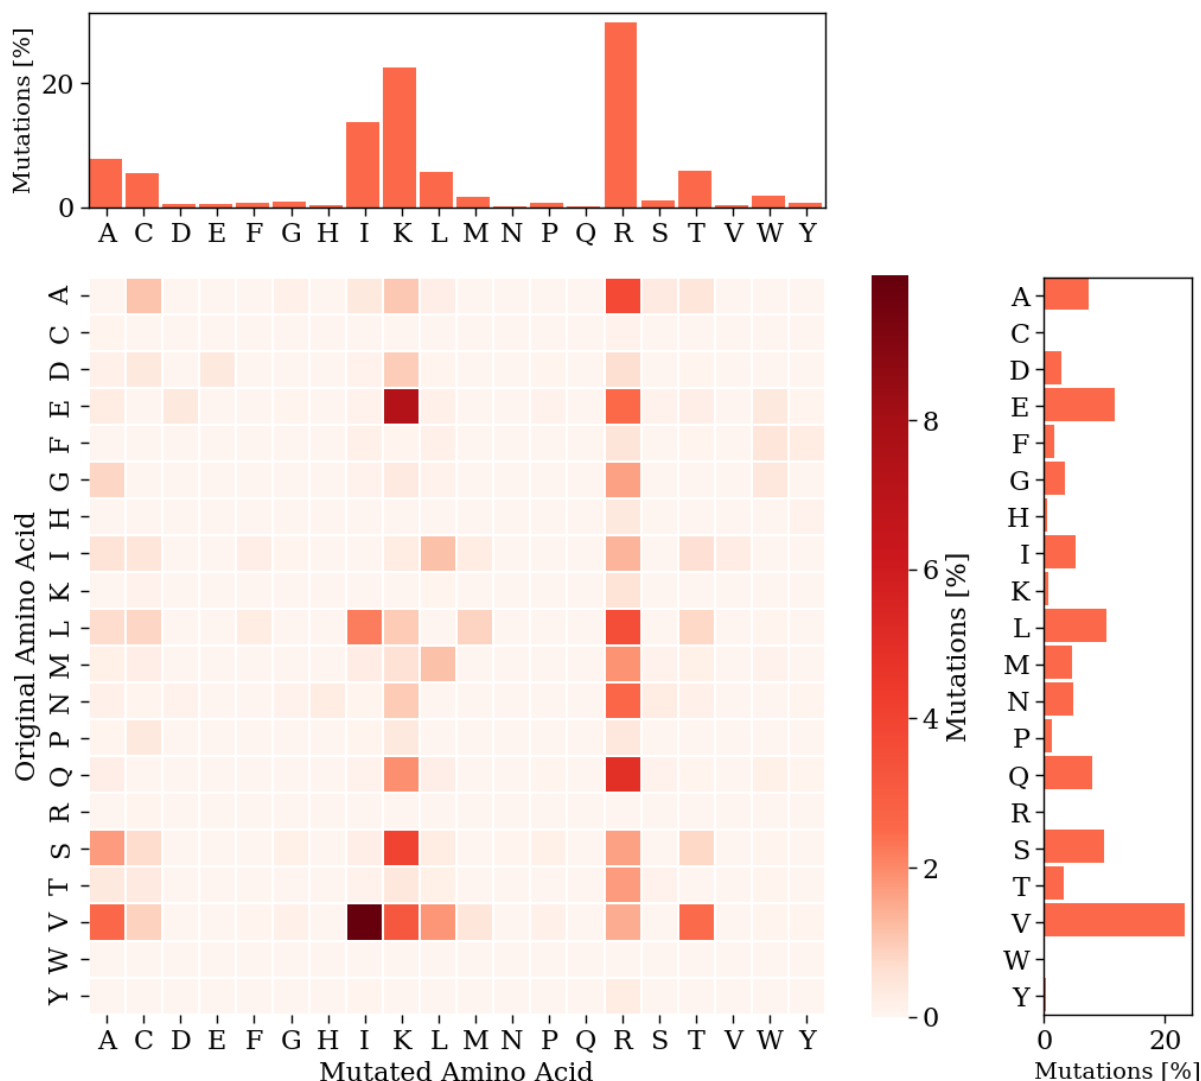 Mutations [%]
20
0
A C D E F G H I K L M N P Q R S T V W Y
Original Amino Acid
A
C
D
E
F
G
H
I
K
L
M
N
P
Q
R
S
T
V
W
Y
A C D E F G H I K L M N P Q R S T V W Y
Mutated Amino Acid
8
6
4
2
0
Mutations [%]
A
C
D
E
F
G
H
I
K
L
M
N
P
Q
R
S
T
V
W
Y
0 20
Mutations [%]